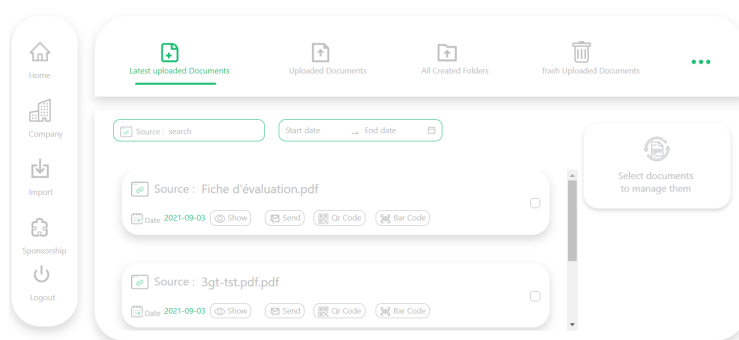 Home
Company
Import
Sponsorship
Logout
Latest uploaded Documents
Uploaded Documents
All Created Folders
Trash Uploaded Documents
Source : search
Start date
End date
Source : Fiche d'évaluation.pdf
Date 2021-09-03 Show Send Qr Code Bar Code
Source : 3gt-tst.pdf.pdf
Date 2021-09-03 Show Send Qr Code Bar Code
Select documents
to manage them